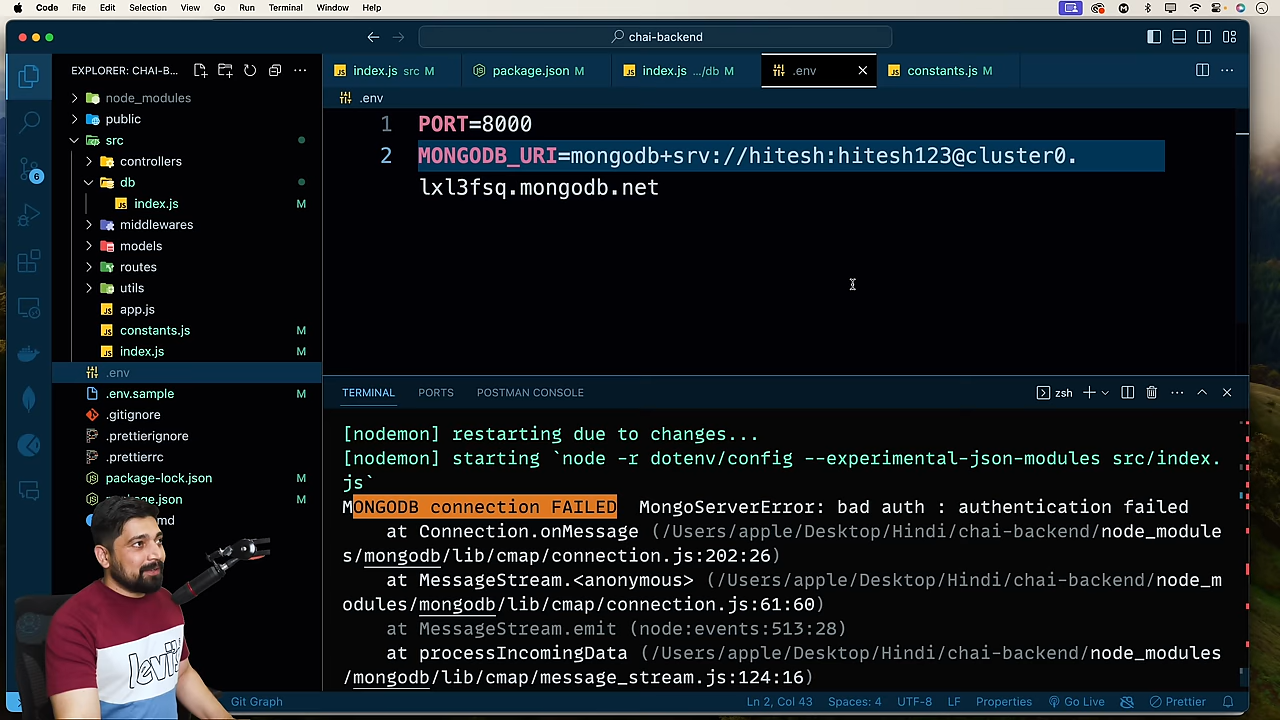 Code File Edit Selection View Go Run Terminal Window Help
chai-backend
EXPLORER: CHAI-B...
index.js src M
package.json M
index.js .../db M
.env
constants.js M
.env
node_modules
public
src
controllers
db
index.js M
middlewares
models
routes
utils
app.js
constants.js M
index.js M
.env
.env.sample M
.gitignore
.prettierignore
.prettierrc
package-lock.json M
package.json M
md
1 PORT=8000
2 MONGODB_URI=mongodb+srv://hitesh:hitesh123@cluster0.
lxl3fsq.mongodb.net
TERMINAL PORTS POSTMAN CONSOLE
zsh
[nodemon] restarting due to changes...
[nodemon] starting `node -r dotenv/config --experimental-json-modules src/index.
js`
MONGODB connection FAILED MongoServerError: bad auth : authentication failed
at Connection.onMessage (/Users/apple/Desktop/Hindi/chai-backend/node_module
s/mongodb/lib/cmap/connection.js:202:26)
at MessageStream.<anonymous> (/Users/apple/Desktop/Hindi/chai-backend/node_m
odules/mongodb/lib/cmap/connection.js:61:60)
at MessageStream.emit (node:events:513:28)
at processIncomingData (/Users/apple/Desktop/Hindi/chai-backend/node_modules
/mongodb/lib/cmap/message_stream.js:124:16)
6
levi's
Git Graph
Ln 2, Col 43 Spaces: 4 UTF-8 LF Properties Go Live Prettier